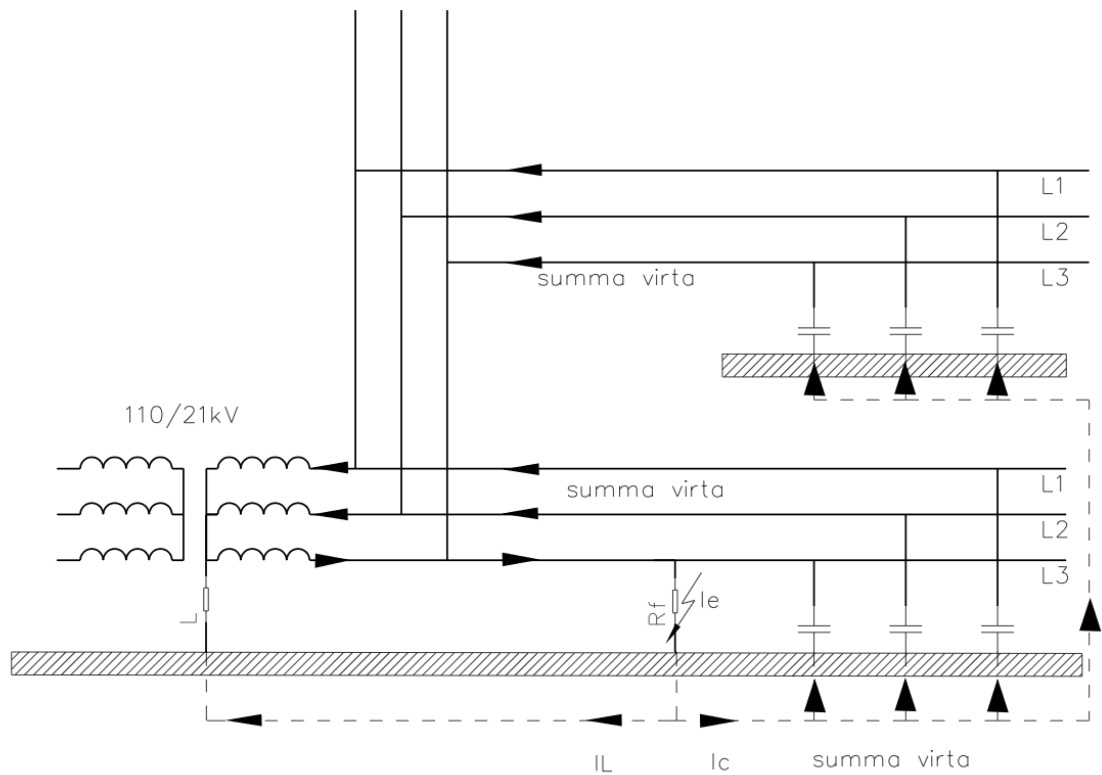 L1
L2
L3
summa virta
110/21kV
L1
summa virta
L2
L3
L
Rf
Ie
IL
Ic
summa virta